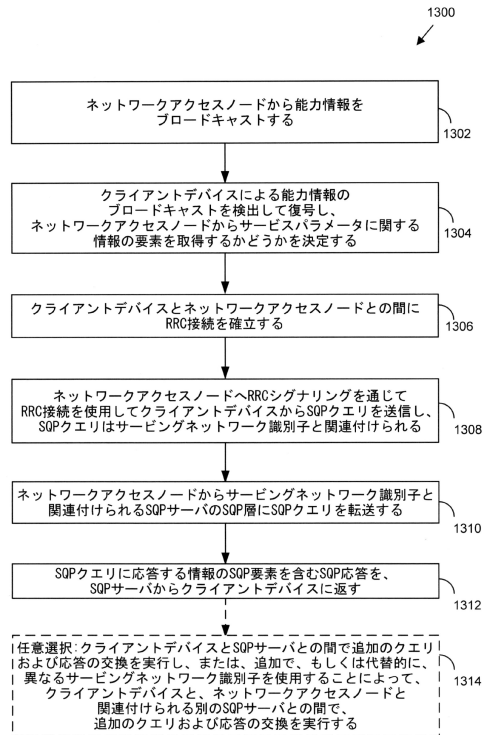 1300
ネットワークアクセスノードから能力情報を
ブロードキャストする
1302
クライアントデバイスによる能力情報の
ブロードキャストを検出して復号し、
ネットワークアクセスノードからサービスパラメータに関する
情報の要素を取得するかどうかを決定する
1304
クライアントデバイスとネットワークアクセスノードとの間に
RRC接続を確立する
1306
ネットワークアクセスノードへRRCシグナリングを通じて
RRC接続を使用してクライアントデバイスからSQPクエリを送信し、
SQPクエリはサービングネットワーク識別子と関連付けられる
1308
ネットワークアクセスノードからサービングネットワーク識別子と
関連付けられるSQPサーバのSQP層にSQPクエリを転送する
1310
SQPクエリに応答する情報のSQP要素を含むSQP応答を、
SQPサーバからクライアントデバイスに返す
1312
任意選択:クライアントデバイスとSQPサーバとの間で追加のクエリ
および応答の交換を実行し、または、追加で、もしくは代替的に、
異なるサービングネットワーク識別子を使用することによって、
クライアントデバイスと、ネットワークアクセスノードと
関連付けられる別のSQPサーバとの間で、
追加のクエリおよび応答の交換を実行する
1314